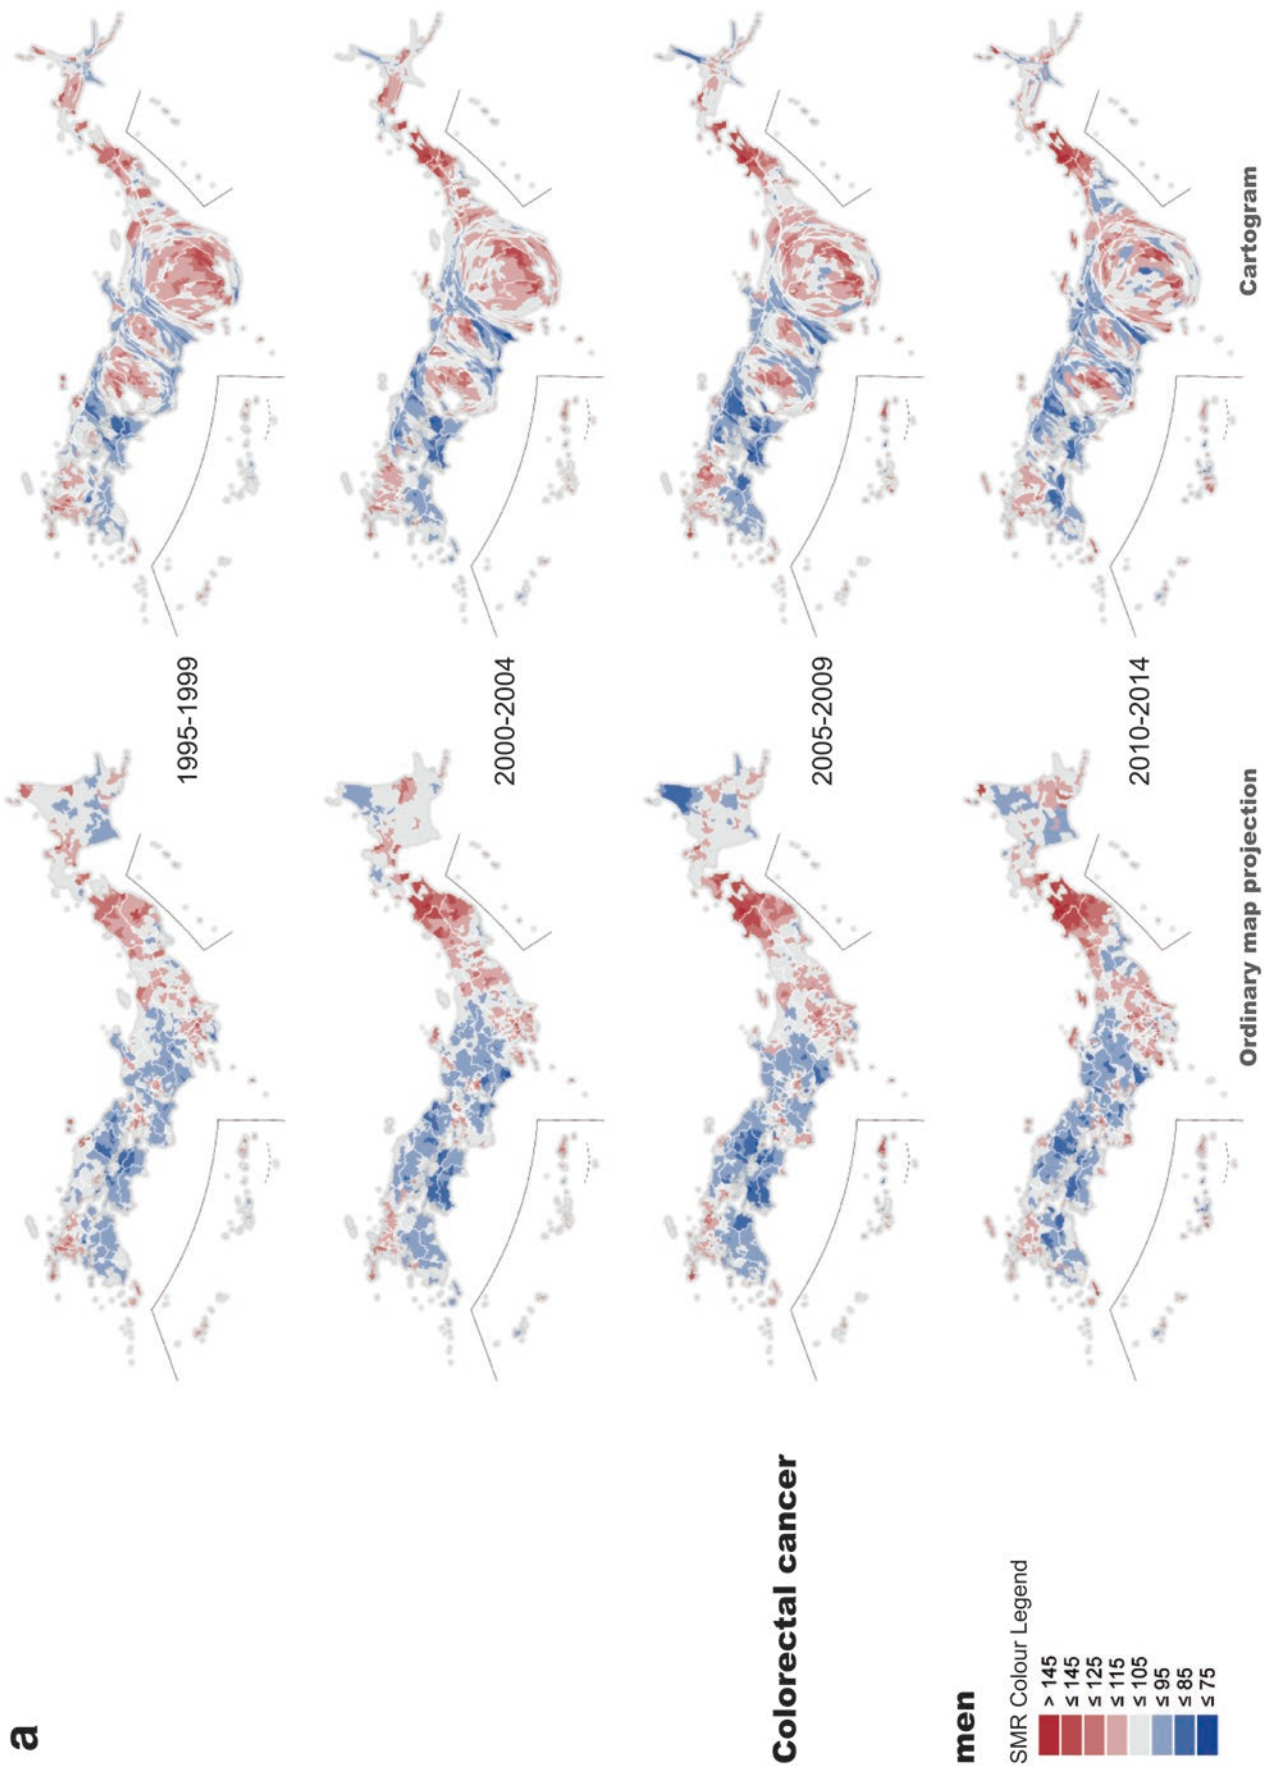 a
Colorectal cancer
men
SMR Colour Legend
> 145
≤ 145
≤ 125
≤ 115
≤ 105
≤ 95
≤ 85
≤ 75
1995-1999
2000-2004
2005-2009
2010-2014
Ordinary map projection
Cartogram